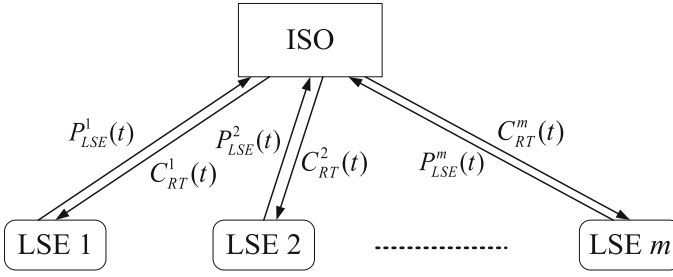 ISO
P^1_{LSE}(t)
C^1_{RT}(t)
P^2_{LSE}(t)
C^2_{RT}(t)
P^m_{LSE}(t)
C^m_{RT}(t)
LSE 1
LSE 2
LSE m